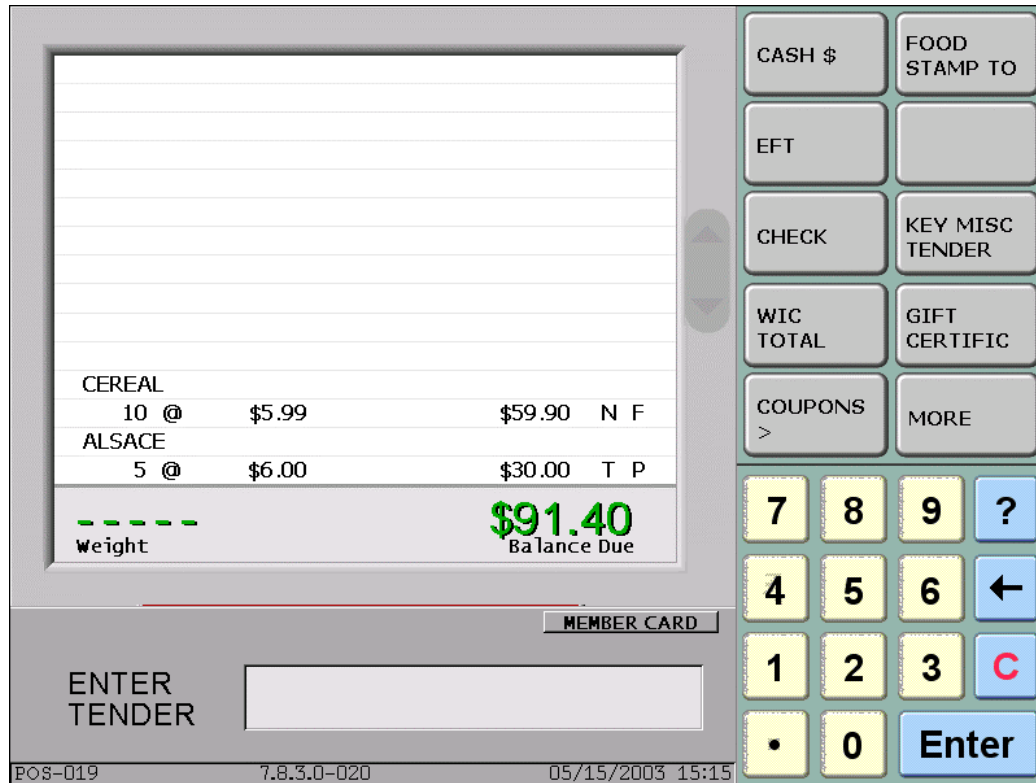 CEREAL
10 @ $5.99 $59.90 N F
ALSACE
5 @ $6.00 $30.00 T P
----- $91.40
Weight Balance Due
MEMBER CARD
ENTER
TENDER
POS-019 7.8.3.0-020 05/15/2003 15:15
CASH $
FOOD
STAMP TO
EFT
CHECK
KEY MISC
TENDER
WIC
TOTAL
GIFT
CERTIFIC
COUPONS
>
MORE
7 8 9 ?
4 5 6 ←
1 2 3 C
. 0 Enter